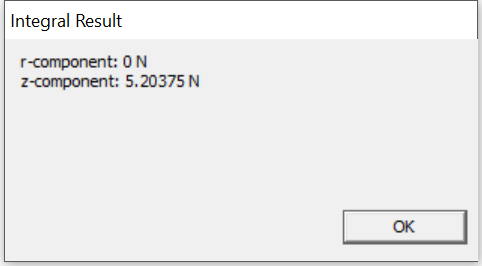 Integral Result
r-component: 0 N
z-component: 5.20375 N
OK